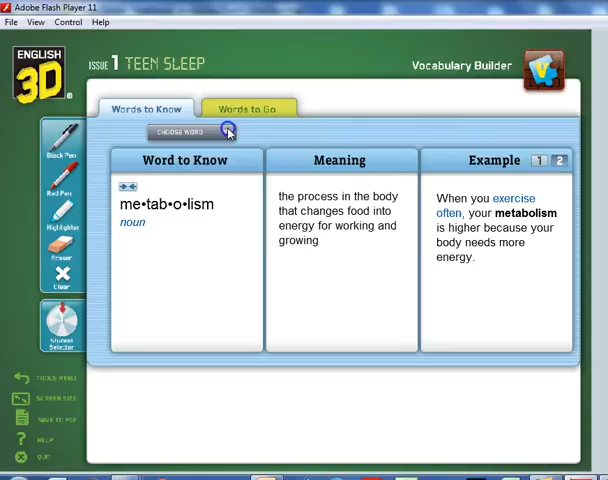 Adobe Flash Player 11
File View Control Help
ENGLISH
3D
ISSUE 1 TEEN SLEEP
Vocabulary Builder
V
Words to Know
Words to Go
CHOOSE WORD
Black Pen
Red Pen
Highlighter
Eraser
Clear
Student
Selector
TOOLS MENU
SCREEN SIZE
SAVE TO PDF
HELP
QUIT
Word to Know
me•tab•o•lism
noun
Meaning
the process in the body
that changes food into
energy for working and
growing
Example 1 2
When you exercise
often, your metabolism
is higher because your
body needs more
energy.